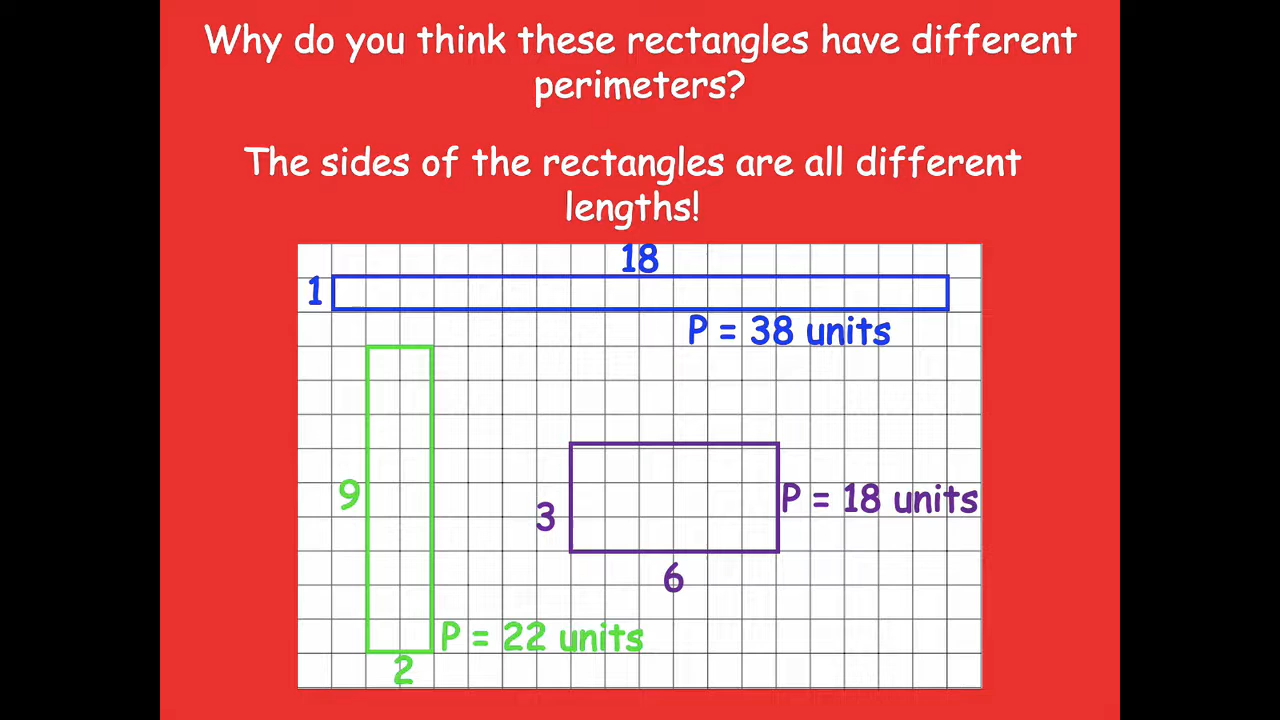 Why do you think these rectangles have different
perimeters?
The sides of the rectangles are all different
lengths!
18
1
P = 38 units
9
3
P = 18 units
6
P = 22 units
2